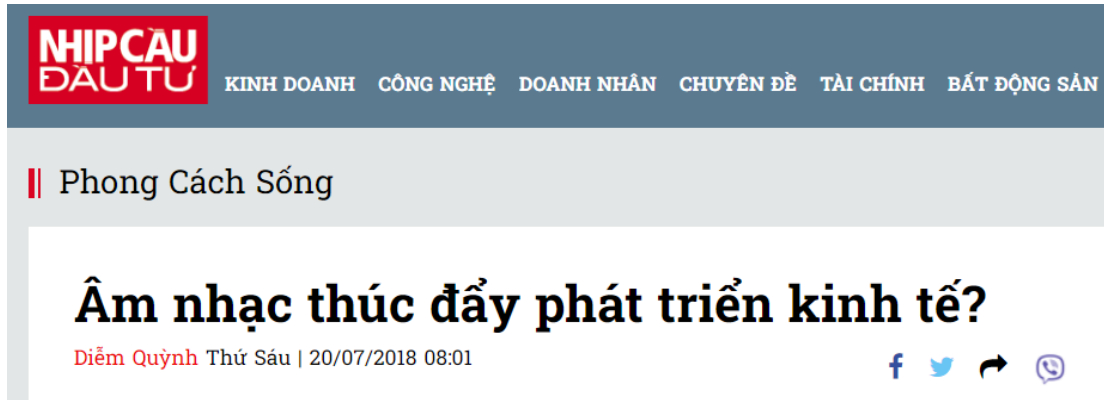 NHỊP CẦU
ĐẦU TƯ
KINH DOANH CÔNG NGHỆ DOANH NHÂN CHUYÊN ĐỀ TÀI CHÍNH BẤT ĐỘNG SẢN
Phong Cách Sống
Âm nhạc thúc đẩy phát triển kinh tế?
Diễm Quỳnh Thứ Sáu | 20/07/2018 08:01